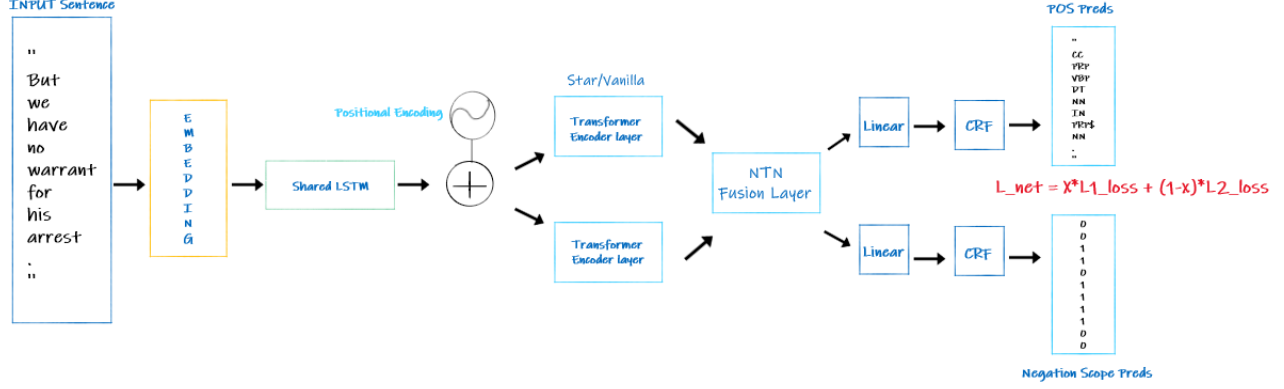 INPUT Sentence
"
But
we
have
no
warrant
for
his
arrest
.
"
EMBEDDING
Shared LSTM
Positional Encoding
Star/Vanilla
Transformer
Encoder layer
Transformer
Encoder layer
NTN
Fusion Layer
Linear
CRF
Linear
CRF
POS Preds
"
CC
PRP
VBP
DT
NN
IN
PRP$
NN
.
"
L_net = X*L1_loss + (1-x)*L2_loss
0
0
1
1
0
1
1
1
1
0
0
Negation Scope Preds